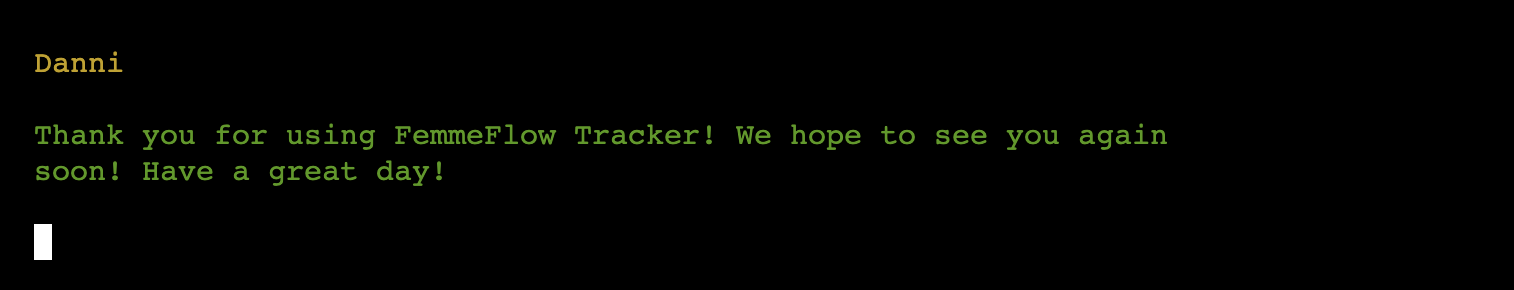 Danni
Thank you for using FemmeFlow Tracker! We hope to see you again
soon! Have a great day!